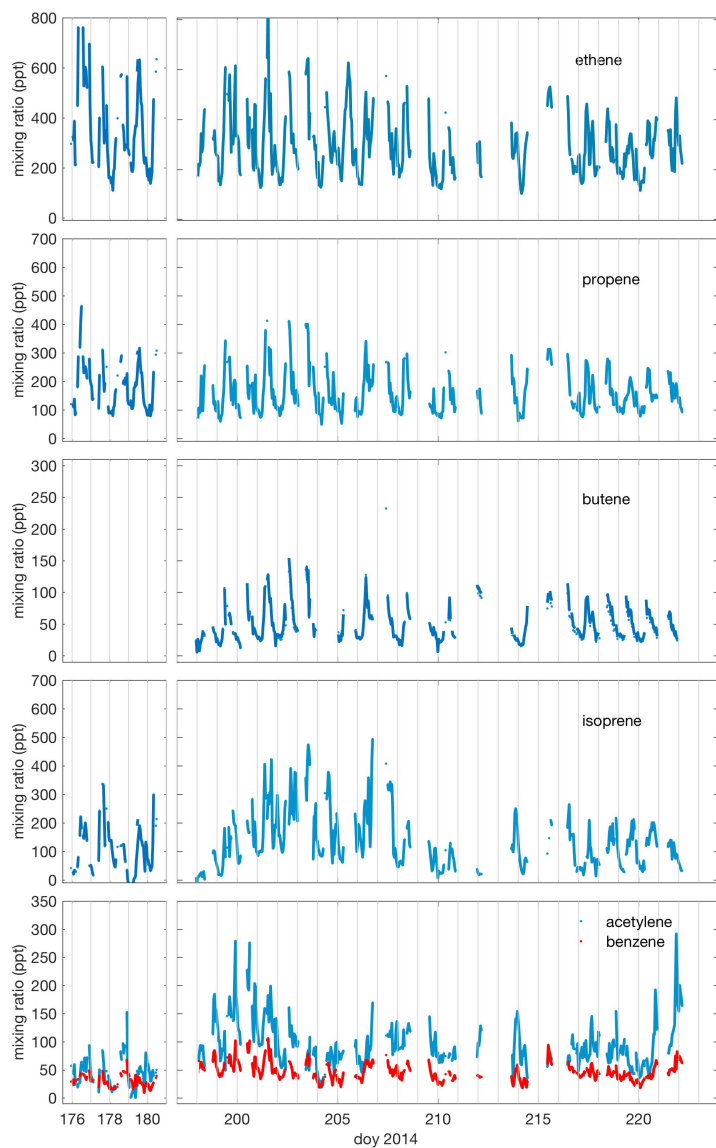 800
600
400
200
0
mixing ratio (ppt)
ethene
700
600
500
400
300
200
100
0
mixing ratio (ppt)
propene
300
250
200
150
100
50
0
mixing ratio (ppt)
butene
700
600
500
400
300
200
100
0
mixing ratio (ppt)
isoprene
350
300
250
200
150
100
50
0
mixing ratio (ppt)
acetylene
benzene
176 178 180 200 205 210 215 220
doy 2014